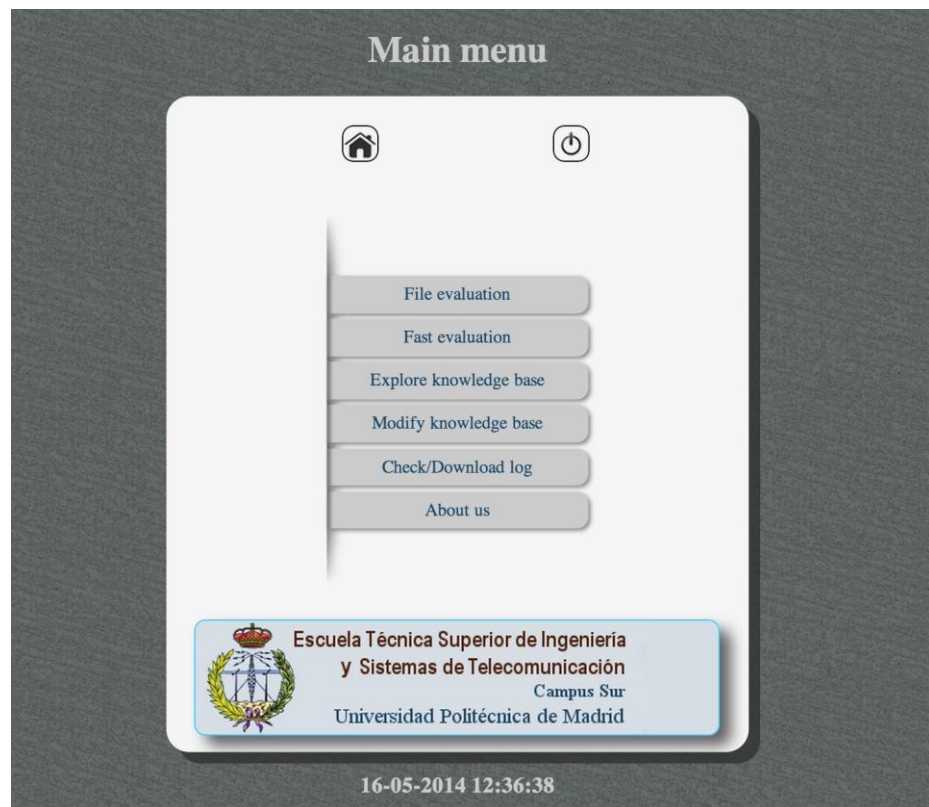 Main menu
File evaluation
Fast evaluation
Explore knowledge base
Modify knowledge base
Check/Download log
About us
Escuela Técnica Superior de Ingeniería
y Sistemas de Telecomunicación
Campus Sur
Universidad Politécnica de Madrid
16-05-2014 12:36:38